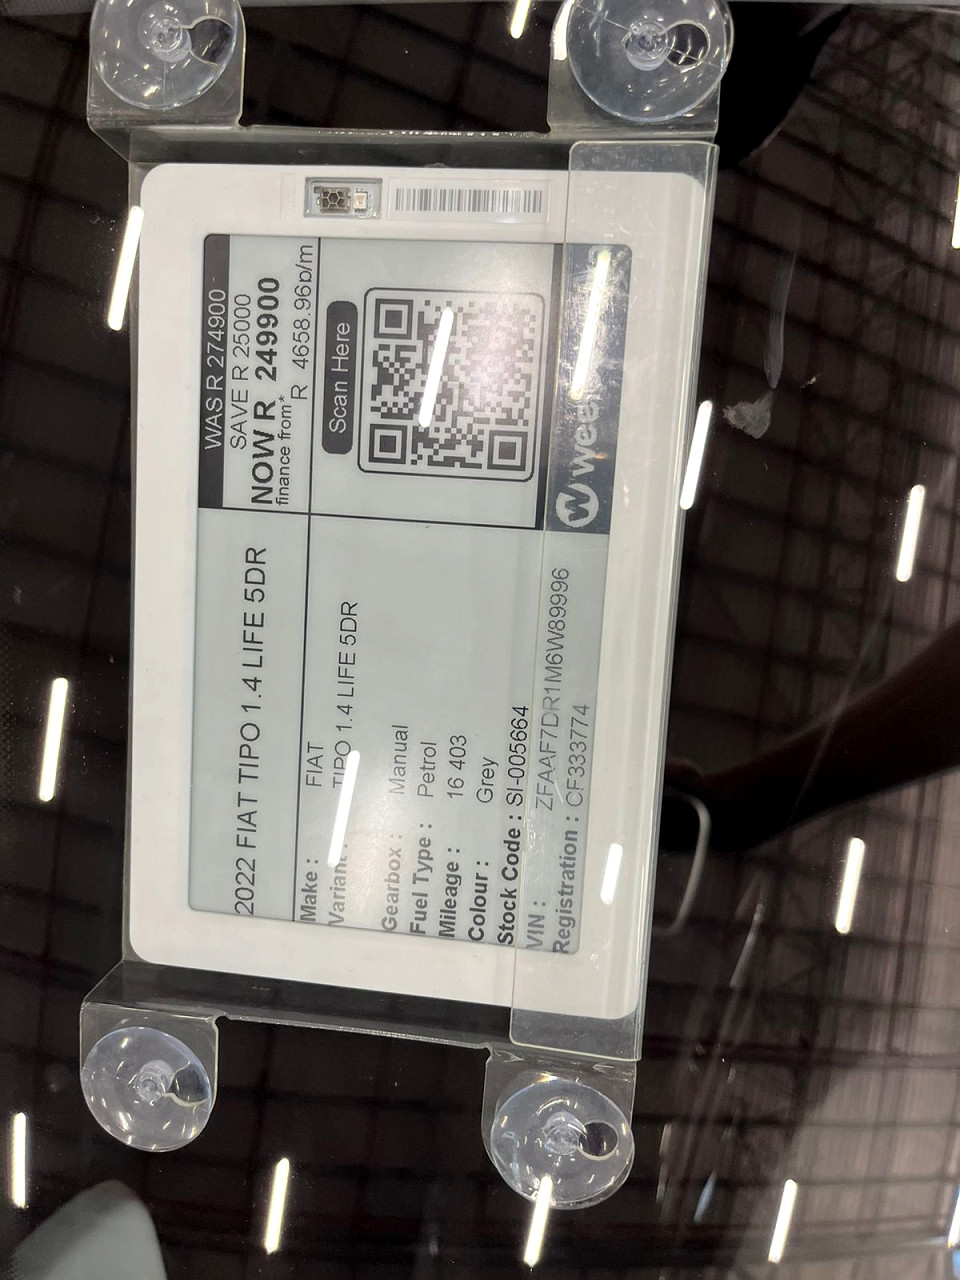 2022 FIAT TIPO 1.4 LIFE 5DR
WAS R 274900
SAVE R 25000
NOW R 249900
finance from*
R 4658.96p/m
Make : FIAT
Variant TIPO 1.4 LIFE 5DR
Gearbox : Manual
Fuel Type : Petrol
Mileage : 16 403
Colour : Grey
Stock Code : SI-005664
VIN : ZFAAF7DR1M6W89996
Registration : CF333774
Scan Here